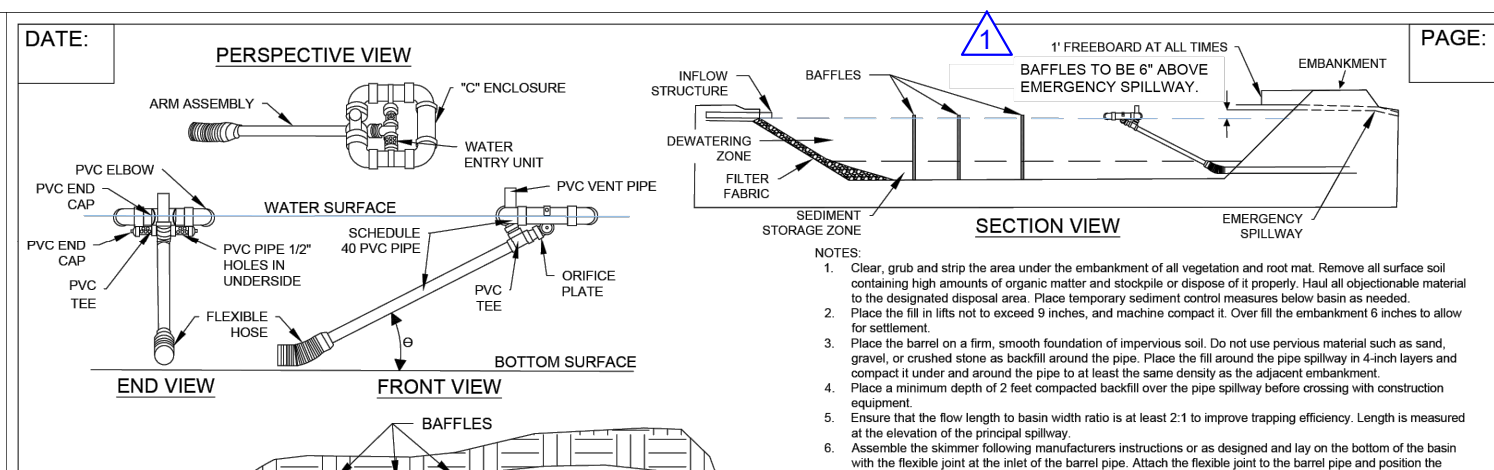 DATE:
PERSPECTIVE VIEW
"C" ENCLOSURE
ARM ASSEMBLY
WATER
ENTRY UNIT
PVC ELBOW
PVC END
CAP
PVC VENT PIPE
WATER SURFACE
SCHEDULE
40 PVC PIPE
PVC END
CAP
PVC PIPE 1/2"
HOLES IN
UNDERSIDE
PVC
TEE
PVC
TEE
ORIFICE
PLATE
FLEXIBLE
HOSE
Θ
BOTTOM SURFACE
END VIEW
FRONT VIEW
BAFFLES
1
PAGE:
1' FREEBOARD AT ALL TIMES
BAFFLES TO BE 6" ABOVE
EMERGENCY SPILLWAY.
EMBANKMENT
INFLOW
STRUCTURE
BAFFLES
DEWATERING
ZONE
FILTER
FABRIC
SEDIMENT
STORAGE ZONE
SECTION VIEW
EMERGENCY
SPILLWAY
NOTES:
1. Clear, grub and strip the area under the embankment of all vegetation and root mat. Remove all surface soil
containing high amounts of organic matter and stockpile or dispose of it properly. Haul all objectionable material
to the designated disposal area. Place temporary sediment control measures below basin as needed.
2. Place the fill in lifts not to exceed 9 inches, and machine compact it. Over fill the embankment 6 inches to allow
for settlement.
3. Place the barrel on a firm, smooth foundation of impervious soil. Do not use pervious material such as sand,
gravel, or crushed stone as backfill around the pipe. Place the fill around the pipe spillway in 4-inch layers and
compact it under and around the pipe to at least the same density as the adjacent embankment.
4. Place a minimum depth of 2 feet compacted backfill over the pipe spillway before crossing with construction
equipment.
5. Ensure that the flow length to basin width ratio is at least 2:1 to improve trapping efficiency. Length is measured
at the elevation of the principal spillway.
6. Assemble the skimmer following manufacturers instructions or as designed and lay on the bottom of the basin
with the flexible joint at the inlet of the barrel pipe. Attach the flexible joint to the barrel pipe and position the